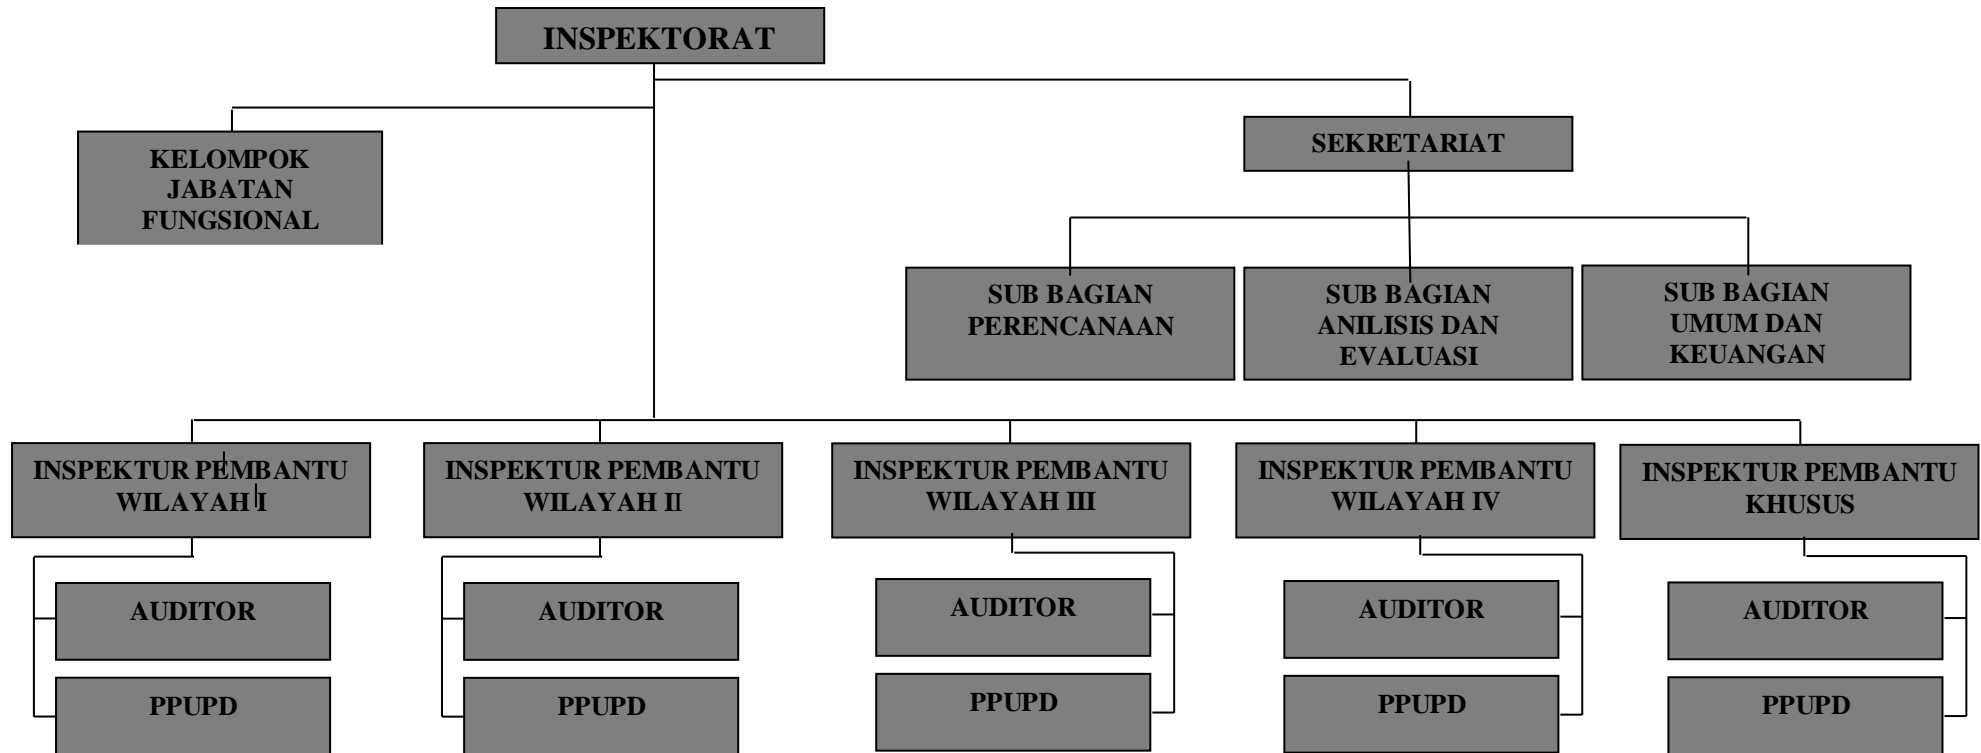 INSPEKTORAT
KELOMPOK
JABATAN
FUNGSIONAL
SEKRETARIAT
SUB BAGIAN
PERENCANAAN
SUB BAGIAN
ANILISIS DAN
EVALUASI
SUB BAGIAN
UMUM DAN
KEUANGAN
INSPEKTUR PEMBANTU
WILAYAH I
INSPEKTUR PEMBANTU
WILAYAH II
INSPEKTUR PEMBANTU
WILAYAH III
INSPEKTUR PEMBANTU
WILAYAH IV
INSPEKTUR PEMBANTU
KHUSUS
AUDITOR
AUDITOR
AUDITOR
AUDITOR
AUDITOR
PPUPD
PPUPD
PPUPD
PPUPD
PPUPD